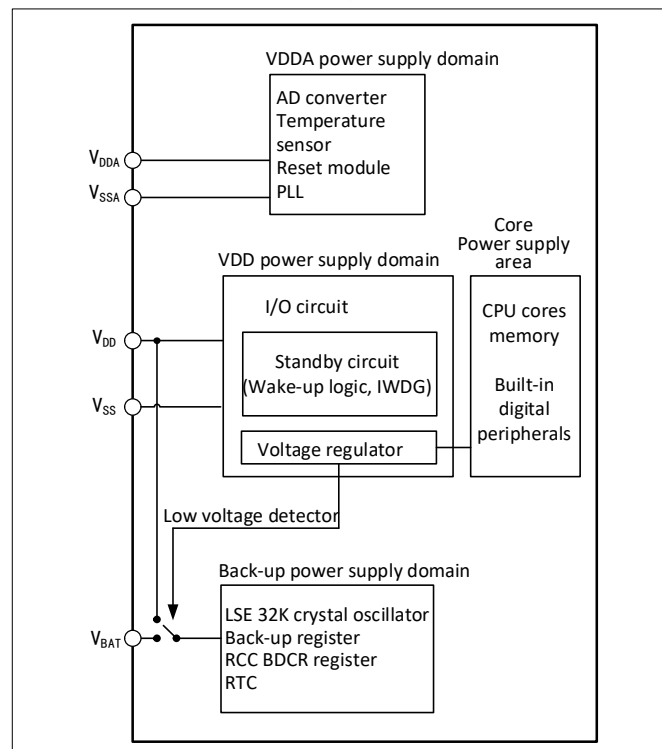 VDDA power supply domain
AD converter
Temperature
sensor
Reset module
PLL
VDDA
VSSA
Core
Power supply
area
CPU cores
memory
Built-in
digital
peripherals
VDD power supply domain
I/O circuit
Standby circuit
(Wake-up logic, IWDG)
Voltage regulator
VDD
VSS
Low voltage detector
Back-up power supply domain
LSE 32K crystal oscillator
Back-up register
RCC BDCR register
RTC
VBAT